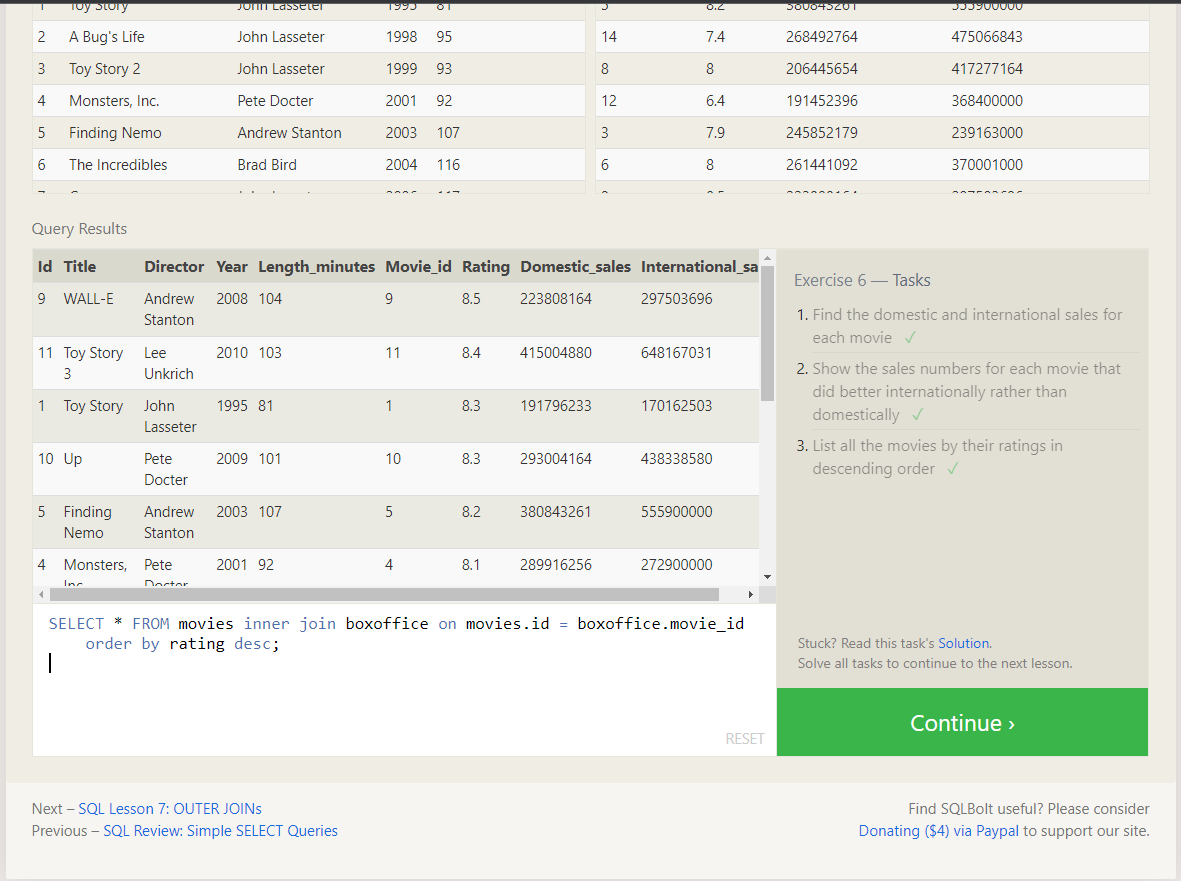 1 Toy Story John Lasseter 1995 81 5 8.2 380843261 555900000
2 A Bug's Life John Lasseter 1998 95 14 7.4 268492764 475066843
3 Toy Story 2 John Lasseter 1999 93 8 8 206445654 417277164
4 Monsters, Inc. Pete Docter 2001 92 12 6.4 191452396 368400000
5 Finding Nemo Andrew Stanton 2003 107 3 7.9 245852179 239163000
6 The Incredibles Brad Bird 2004 116 6 8 261441092 370001000
Query Results
Id Title Director Year Length_minutes Movie_id Rating Domestic_sales International_sa
9 WALL-E Andrew 2008 104 9 8.5 223808164 297503696
Stanton
11 Toy Story Lee 2010 103 11 8.4 415004880 648167031
3 Unkrich
1 Toy Story John 1995 81 1 8.3 191796233 170162503
Lasseter
10 Up Pete 2009 101 10 8.3 293004164 438338580
Docter
5 Finding Andrew 2003 107 5 8.2 380843261 555900000
Nemo Stanton
4 Monsters, Pete 2001 92 4 8.1 289916256 272900000
Inc. Docter
SELECT * FROM movies inner join boxoffice on movies.id = boxoffice.movie_id
order by rating desc;
RESET
Exercise 6 — Tasks
1. Find the domestic and international sales for
each movie ✓
2. Show the sales numbers for each movie that
did better internationally rather than
domestically ✓
3. List all the movies by their ratings in
descending order ✓
Stuck? Read this task's Solution.
Solve all tasks to continue to the next lesson.
Continue ›
Next – SQL Lesson 7: OUTER JOINs
Previous – SQL Review: Simple SELECT Queries
Find SQLBolt useful? Please consider
Donating ($4) via Paypal to support our site.